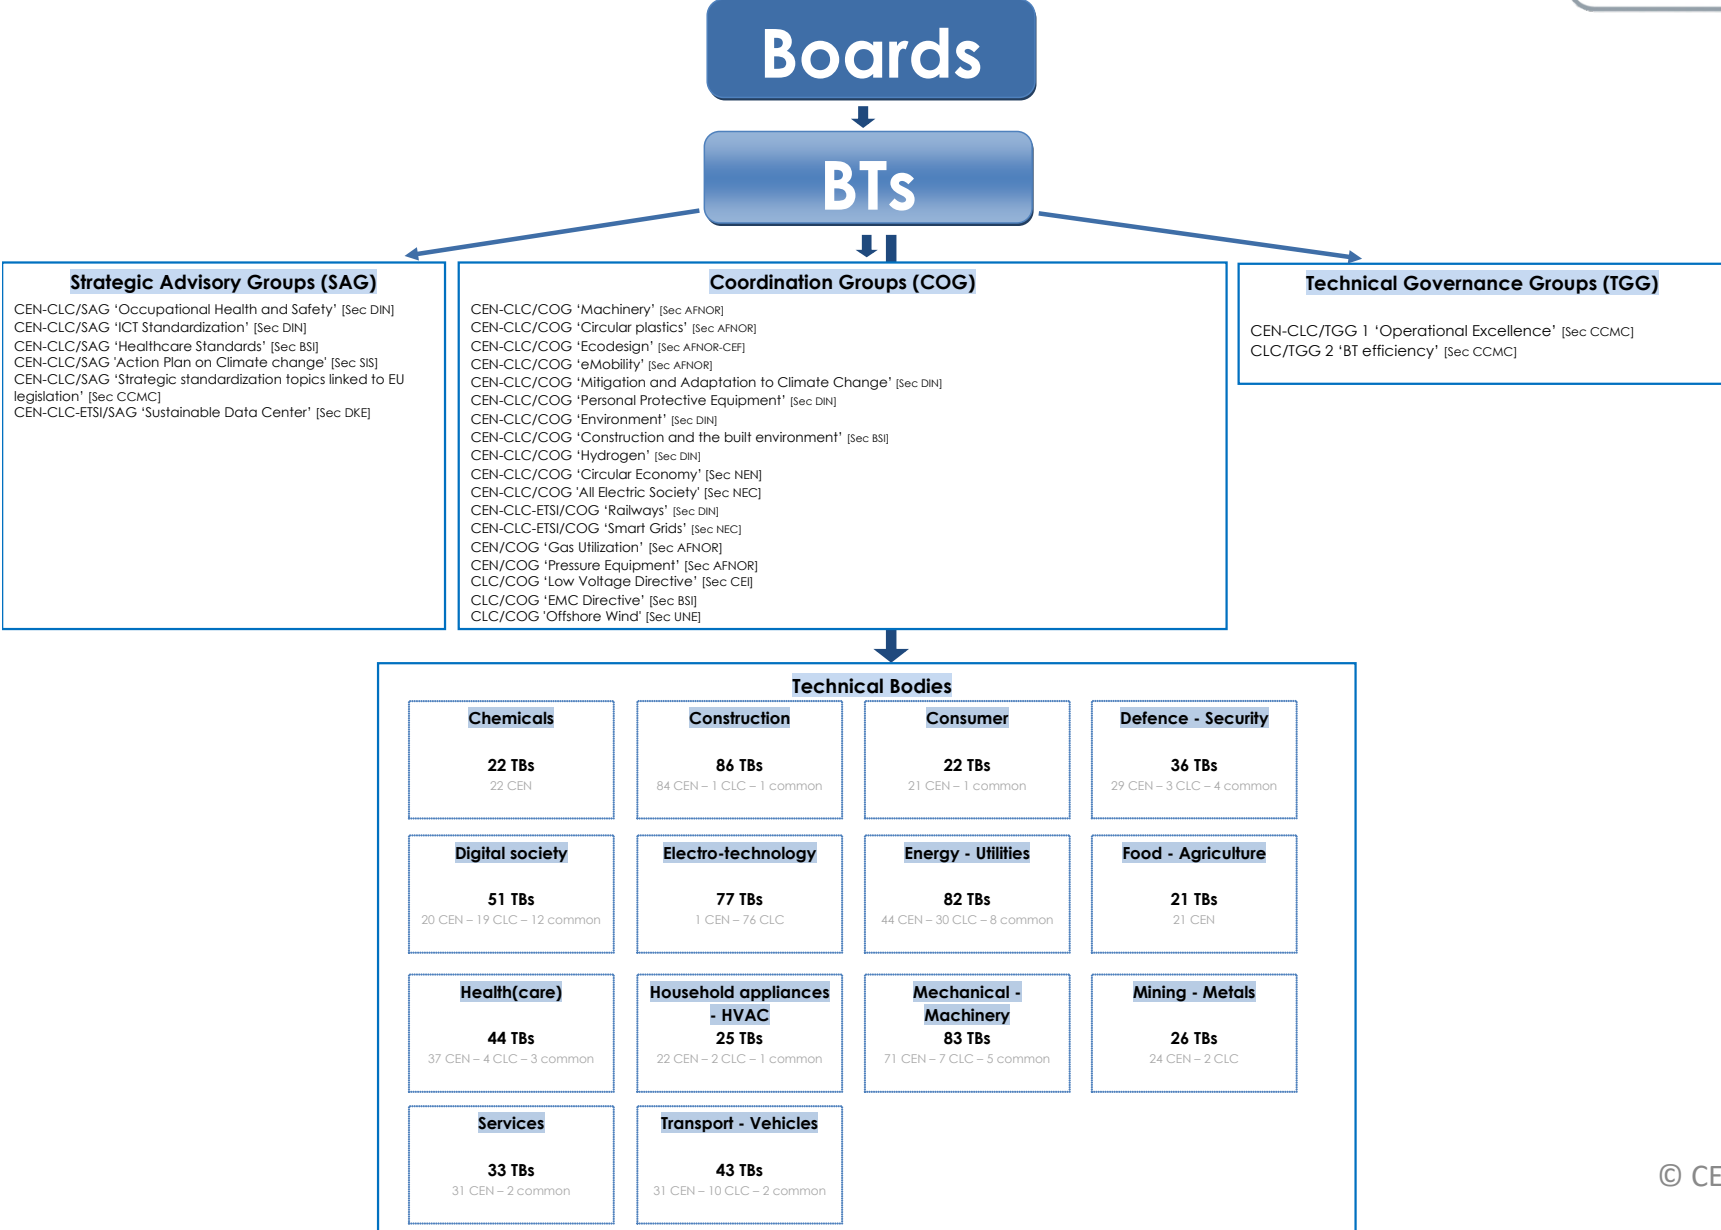 Boards
BTs
Strategic Advisory Groups (SAG)
CEN-CLC/SAG ‘Occupational Health and Safety’ [Sec DIN]
CEN-CLC/SAG ‘ICT Standardization’ [Sec DIN]
CEN-CLC/SAG ‘Healthcare Standards’ [Sec BSI]
CEN-CLC/SAG 'Action Plan on Climate change' [Sec SIS]
CEN-CLC/SAG ‘Strategic standardization topics linked to EU
legislation’ [Sec CCMC]
CEN-CLC-ETSI/SAG ‘Sustainable Data Center’ [Sec DKE]
Coordination Groups (COG)
CEN-CLC/COG ‘Machinery’ [Sec AFNOR]
CEN-CLC/COG ‘Circular plastics’ [Sec AFNOR]
CEN-CLC/COG ‘Ecodesign’ [Sec AFNOR-CEF]
CEN-CLC/COG ‘eMobility’ [Sec AFNOR]
CEN-CLC/COG ‘Mitigation and Adaptation to Climate Change’ [Sec DIN]
CEN-CLC/COG ‘Personal Protective Equipment’ [Sec DIN]
CEN-CLC/COG ‘Environment’ [Sec DIN]
CEN-CLC/COG ‘Construction and the built environment’ [Sec BSI]
CEN-CLC/COG ‘Hydrogen’ [Sec DIN]
CEN-CLC/COG ‘Circular Economy’ [Sec NEN]
CEN-CLC/COG 'All Electric Society' [Sec NEC]
CEN-CLC-ETSI/COG ‘Railways’ [Sec DIN]
CEN-CLC-ETSI/COG ‘Smart Grids’ [Sec NEC]
CEN/COG ‘Gas Utilization’ [Sec AFNOR]
CEN/COG ‘Pressure Equipment’ [Sec AFNOR]
CLC/COG ‘Low Voltage Directive’ [Sec CEI]
CLC/COG ‘EMC Directive’ [Sec BSI]
CLC/COG 'Offshore Wind' [Sec UNE]
Technical Governance Groups (TGG)
CEN-CLC/TGG 1 ‘Operational Excellence’ [Sec CCMC]
CLC/TGG 2 ‘BT efficiency’ [Sec CCMC]
Technical Bodies
Chemicals
22 TBs
22 CEN
Construction
86 TBs
84 CEN – 1 CLC – 1 common
Consumer
22 TBs
21 CEN – 1 common
Defence - Security
36 TBs
29 CEN – 3 CLC – 4 common
Digital society
51 TBs
20 CEN – 19 CLC – 12 common
Electro-technology
77 TBs
1 CEN – 76 CLC
Energy - Utilities
82 TBs
44 CEN – 30 CLC – 8 common
Food - Agriculture
21 TBs
21 CEN
Health(care)
44 TBs
37 CEN – 4 CLC – 3 common
Household appliances
- HVAC
25 TBs
22 CEN – 2 CLC – 1 common
Mechanical -
Machinery
83 TBs
71 CEN – 7 CLC – 5 common
Mining - Metals
26 TBs
24 CEN – 2 CLC
Services
33 TBs
31 CEN – 2 common
Transport - Vehicles
43 TBs
31 CEN – 10 CLC – 2 common
© CE